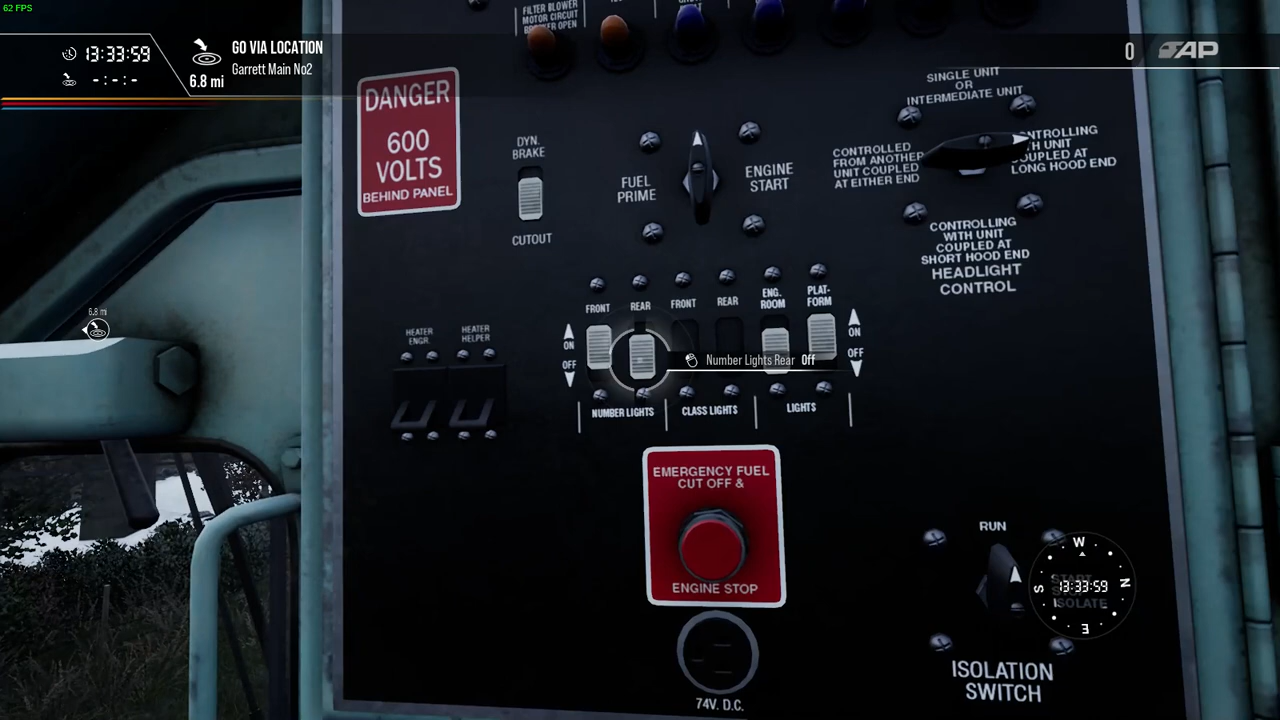 62 FPS
FILTER BLOWER
MOTOR CIRCUIT
BREAKER OPEN
13:33:59
- - : - - : - -
GO VIA LOCATION
Garrett Main No2
6.8 mi
0
AP
DANGER
600
VOLTS
BEHIND PANEL
DYN.
BRAKE
CUTOUT
FUEL
PRIME
ENGINE
START
SINGLE UNIT
OR
INTERMEDIATE UNIT
CONTROLLED
FROM ANOTHER
UNIT COUPLED
AT EITHER END
CONTROLLING
WITH UNIT
COUPLED AT
LONG HOOD END
CONTROLLING
WITH UNIT
COUPLED AT
SHORT HOOD END
HEADLIGHT
CONTROL
6.8 mi
HEATER
ENGR.
HEATER
HELPER
FRONT
REAR
FRONT
REAR
ENG.
ROOM
PLAT-
FORM
ON
OFF
ON
OFF
Number Lights Rear Off
NUMBER LIGHTS
CLASS LIGHTS
LIGHTS
EMERGENCY FUEL
CUT OFF &
ENGINE STOP
74V. D.C.
RUN
W
S
N
E
13:33:59
ISOLATION
SWITCH